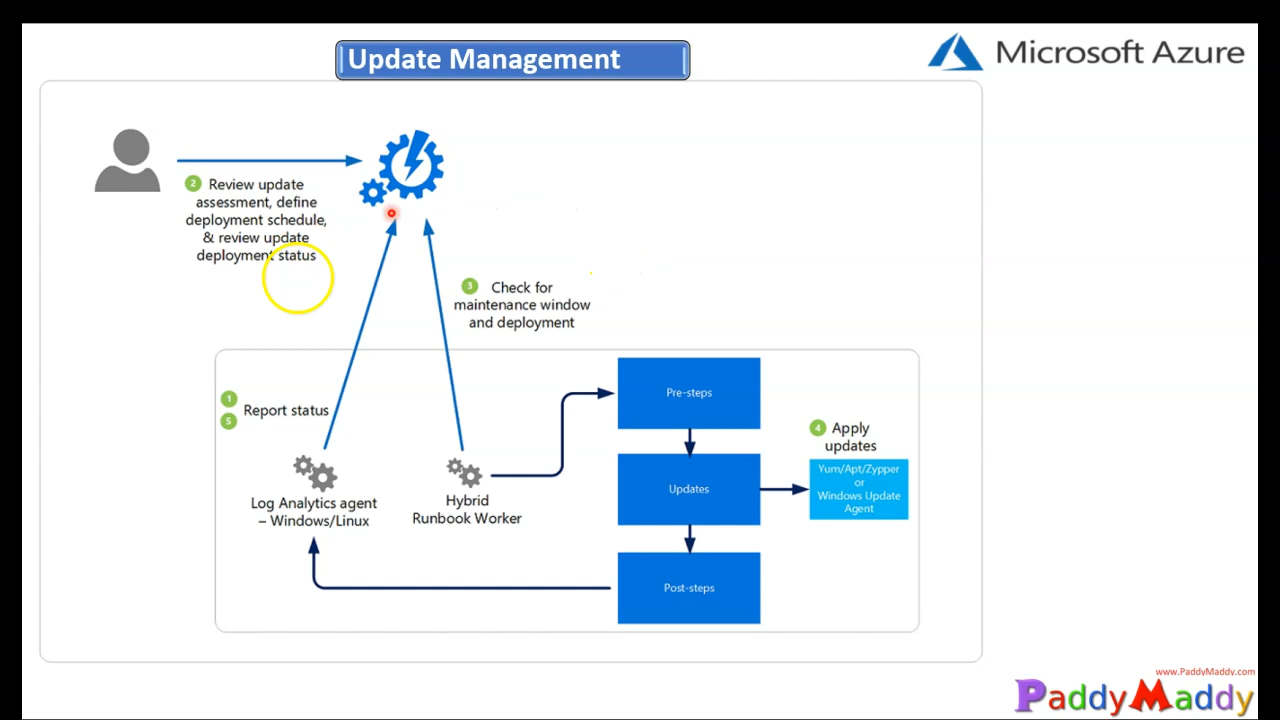 Update Management
Microsoft Azure
2 Review update
assessment, define
deployment schedule,
& review update
deployment status
3 Check for
maintenance window
and deployment
1
5
Report status
Log Analytics agent
– Windows/Linux
Hybrid
Runbook Worker
Pre-steps
Updates
Post-steps
4 Apply
updates
Yum/Apt/Zypper
or
Windows Update
Agent
www.PaddyMaddy.com
PaddyMaddy